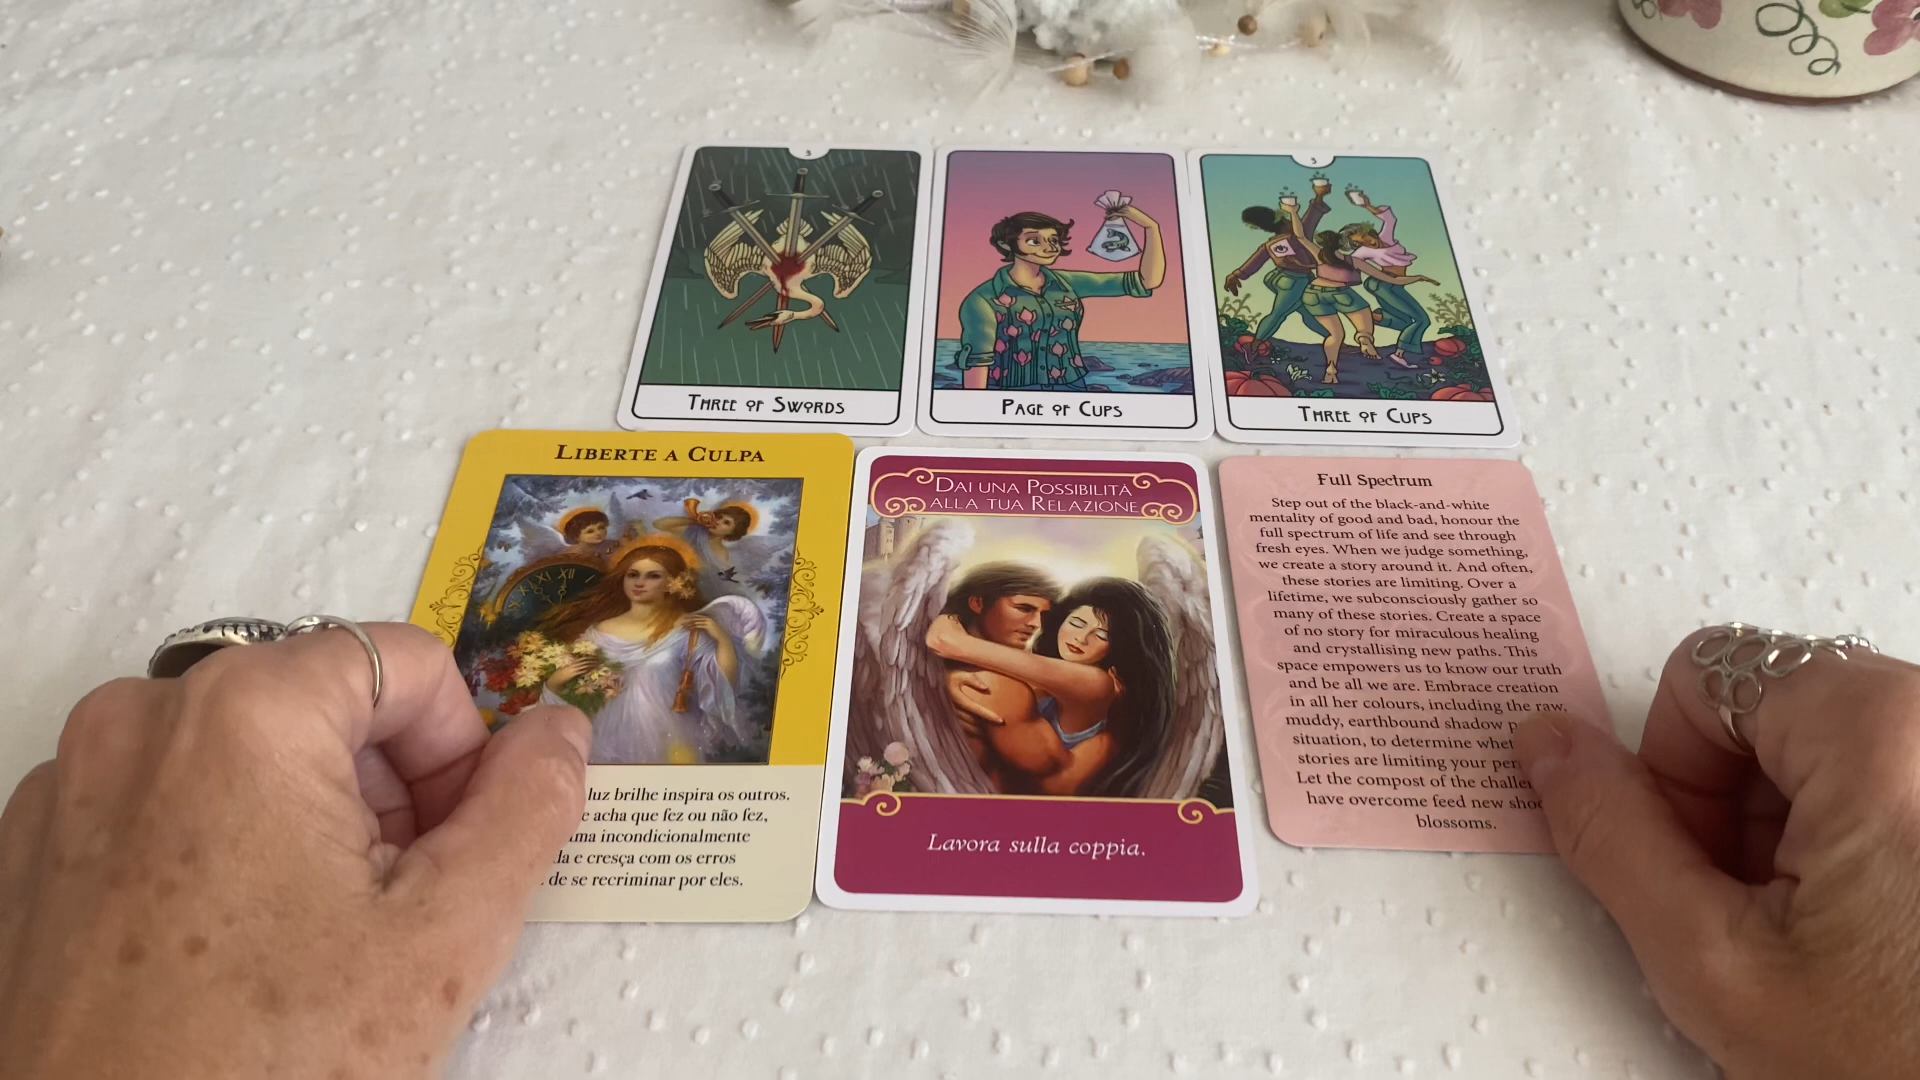 3
THREE OF SWORDS
PAGE OF CUPS
3
THREE OF CUPS
LIBERTE A CULPA
XI XII I
luz brilhe inspira os outros.
e acha que fez ou não fez,
incondicionalmente
e cresça com os erros
de se recriminar por eles.
DAI UNA POSSIBILITÀ
ALLA TUA RELAZIONE
Lavora sulla coppia.
Full Spectrum
Step out of the black-and-white
mentality of good and bad, honour the
full spectrum of life and see through
fresh eyes. When we judge something,
we create a story around it. And often,
these stories are limiting. Over a
lifetime, we subconsciously gather so
many of these stories. Create a space
of no story for miraculous healing
and crystallising new paths. This
space empowers us to know our truth
and be all we are. Embrace creation
in all her colours, including the raw,
muddy, earthbound shadow
situation, to determine
stories are limiting your
Let the compost of the
have overcome feed new
blossoms.